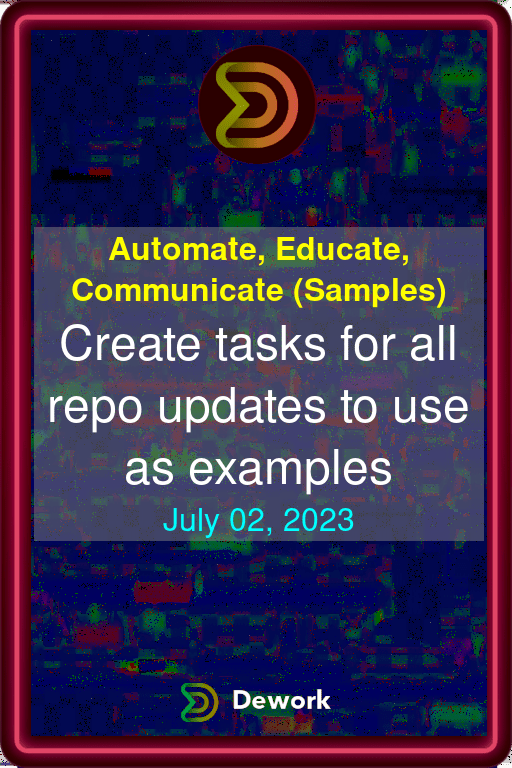 Automate, Educate,
Communicate (Samples)
Create tasks for all
repo updates to use
as examples
July 02, 2023
Dework